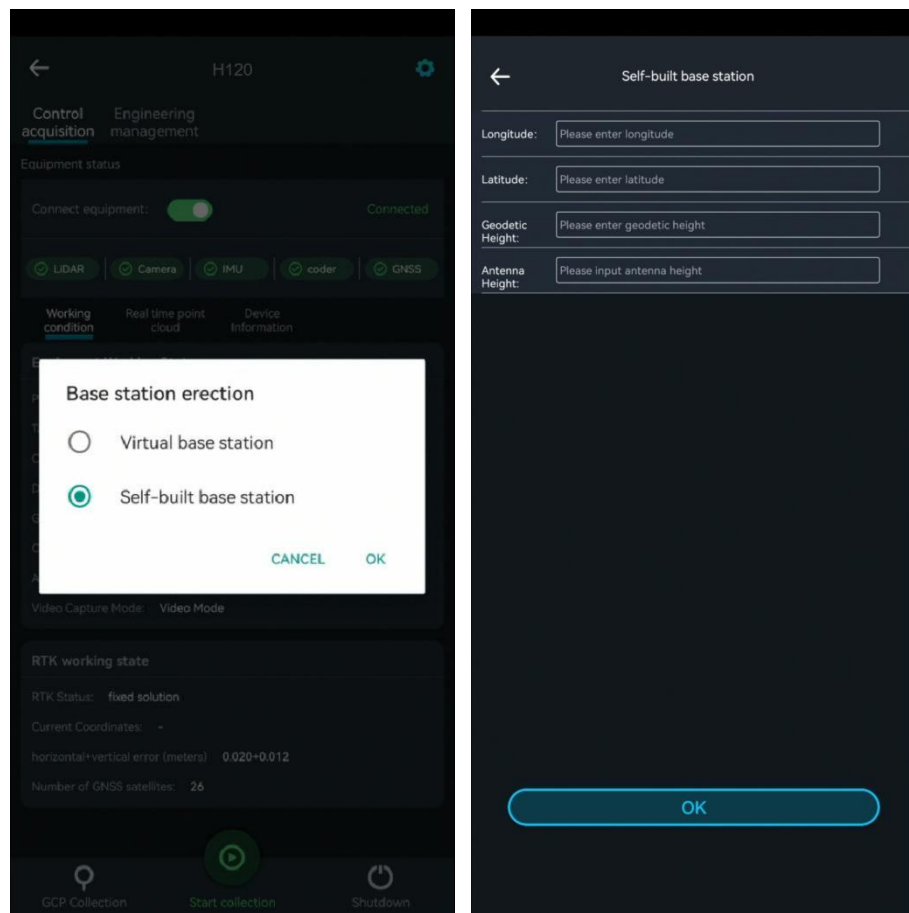 H120
Control acquisition
Engineering management
Equipment status
Connect equipment:
Connected
LIDAR
Camera
IMU
coder
GNSS
Working condition
Real time point cloud
Device Information
Base station erection
Virtual base station
Self-built base station
CANCEL
OK
Video Capture Mode: Video Mode
RTK working state
RTK Status: fixed solution
Current Coordinates: -
horizontal+vertical error (meters) 0.020+0.012
Number of GNSS satellites: 26
GCP Collection
Start collection
Shutdown
Self-built base station
Longitude: Please enter longitude
Latitude: Please enter latitude
Geodetic Height: Please enter geodetic height
Antenna Height: Please input antenna height
OK